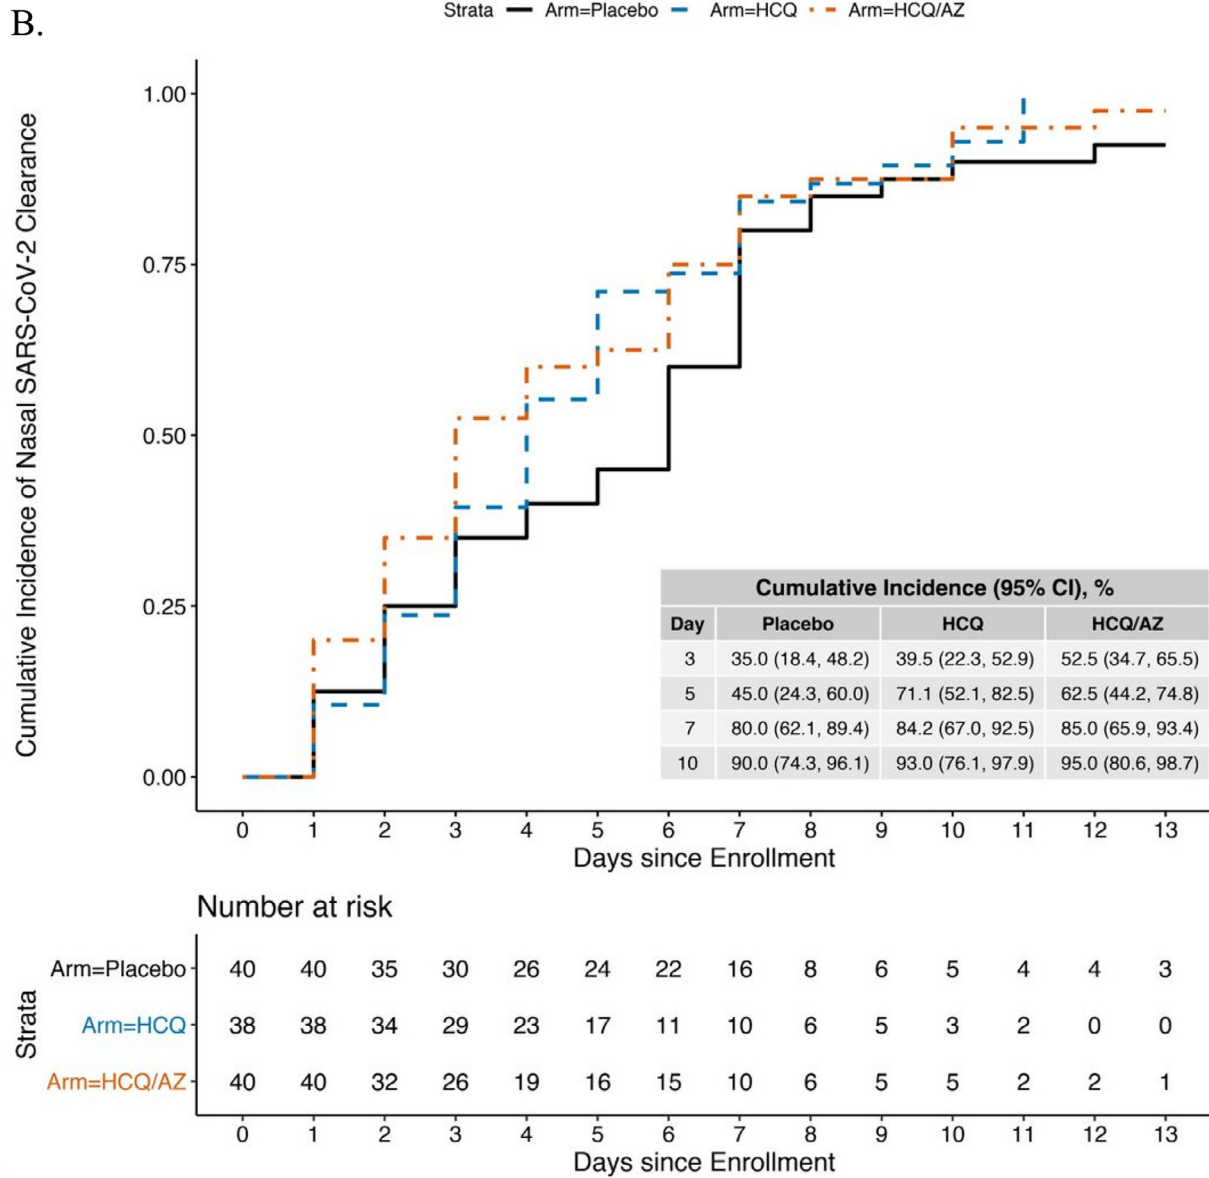 B.
Strata Arm=Placebo Arm=HCQ Arm=HCQ/AZ
Cumulative Incidence of Nasal SARS-CoV-2 Clearance
1.00
0.75
0.50
0.25
0.00
Cumulative Incidence (95% CI), %
Day Placebo HCQ HCQ/AZ
3 35.0 (18.4, 48.2) 39.5 (22.3, 52.9) 52.5 (34.7, 65.5)
5 45.0 (24.3, 60.0) 71.1 (52.1, 82.5) 62.5 (44.2, 74.8)
7 80.0 (62.1, 89.4) 84.2 (67.0, 92.5) 85.0 (65.9, 93.4)
10 90.0 (74.3, 96.1) 93.0 (76.1, 97.9) 95.0 (80.6, 98.7)
0 1 2 3 4 5 6 7 8 9 10 11 12 13
Days since Enrollment
Number at risk
Strata
Arm=Placebo 40 40 35 30 26 24 22 16 8 6 5 4 4 3
Arm=HCQ 38 38 34 29 23 17 11 10 6 5 3 2 0 0
Arm=HCQ/AZ 40 40 32 26 19 16 15 10 6 5 5 2 2 1
0 1 2 3 4 5 6 7 8 9 10 11 12 13
Days since Enrollment